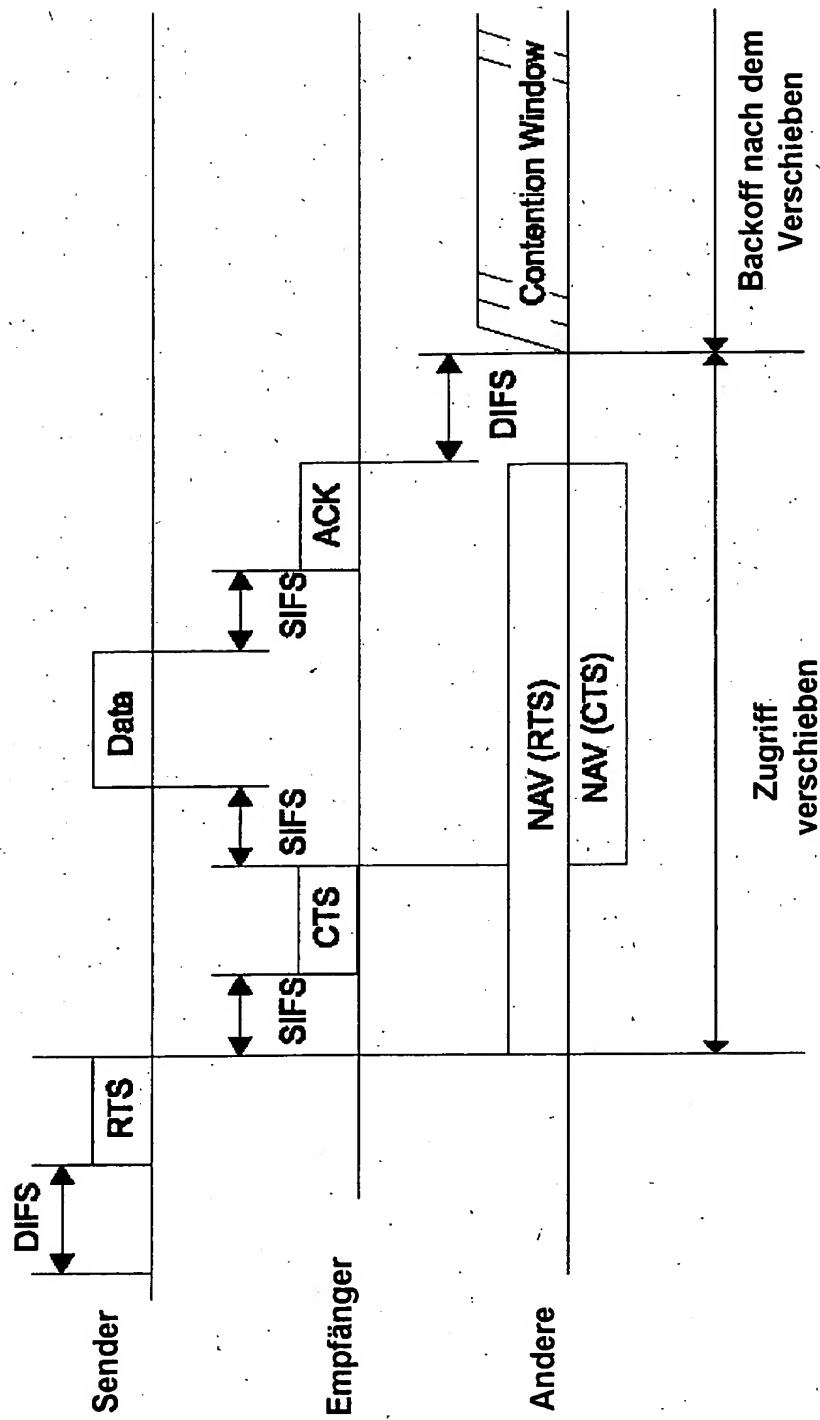 DIFS
Sender
RTS
Data
SIFS
SIFS
SIFS
Empfänger
CTS
ACK
DIFS
Andere
NAV (RTS)
NAV (CTS)
Contention Window
Zugriff
verschieben
Backoff nach dem
Verschieben